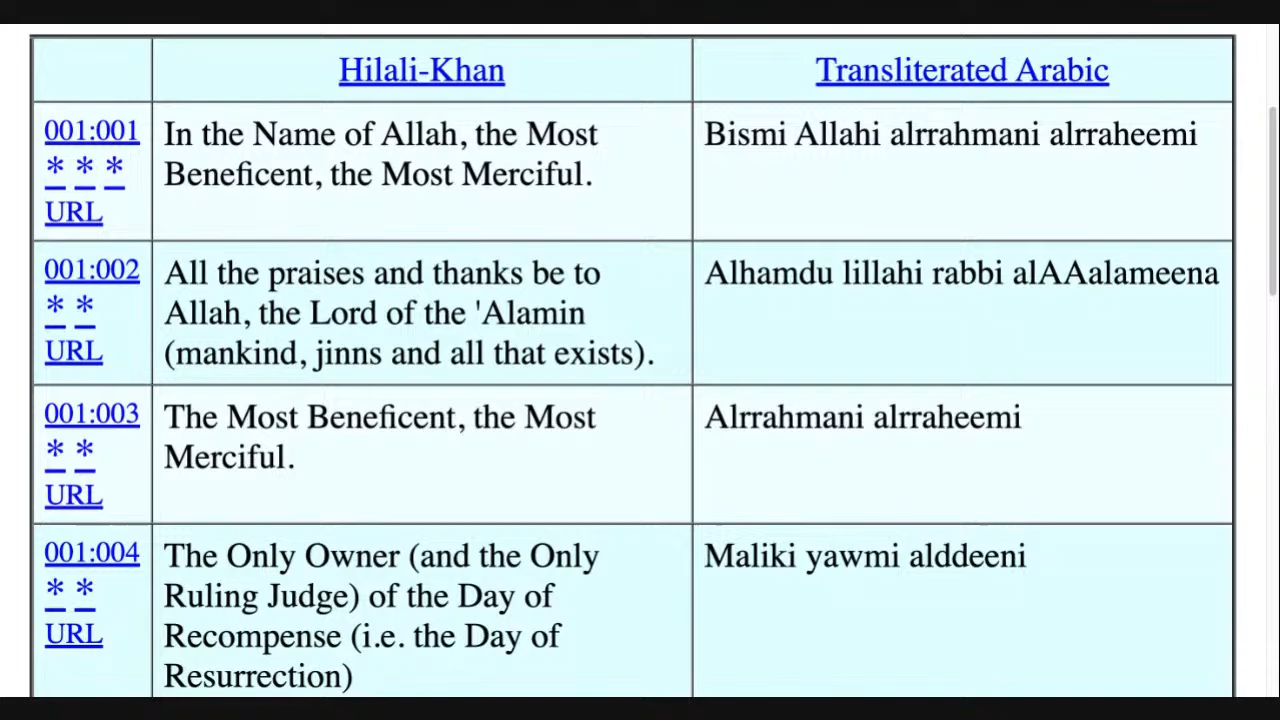 Hilali-Khan
Transliterated Arabic
001:001
* * *
URL
In the Name of Allah, the Most
Beneficent, the Most Merciful.
Bismi Allahi alrrahmani alrraheemi
001:002
* *
URL
All the praises and thanks be to
Allah, the Lord of the 'Alamin
(mankind, jinns and all that exists).
Alhamdu lillahi rabbi alAAalameena
001:003
* *
URL
The Most Beneficent, the Most
Merciful.
Alrrahmani alrraheemi
001:004
* *
URL
The Only Owner (and the Only
Ruling Judge) of the Day of
Recompense (i.e. the Day of
Resurrection)
Maliki yawmi alddeeni